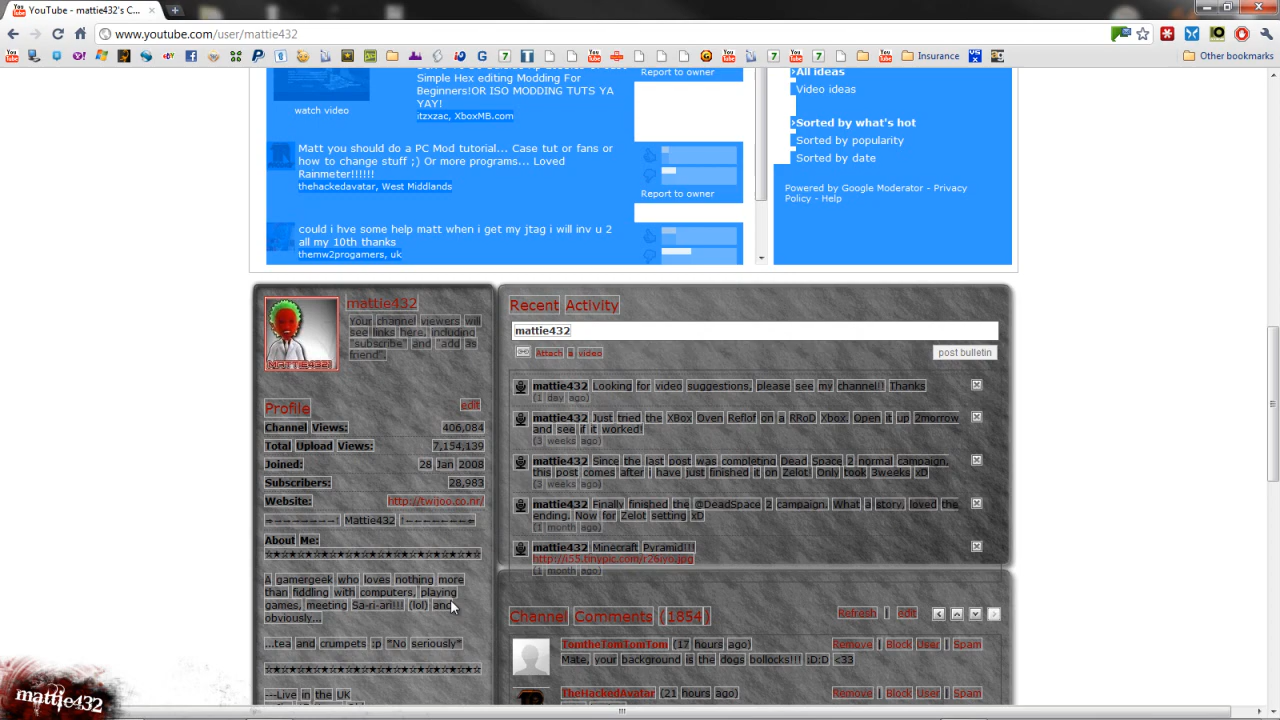 YouTube - mattie432's C...
www.youtube.com/user/mattie432
Insurance
Other bookmarks
Simple Hex editing Modding For
Beginners!OR ISO MODDING TUTS YA
YAY!
itzxzac, XboxMB.com
watch video
Report to owner
Matt you should do a PC Mod tutorial... Case tut or fans or
how to change stuff ;) Or more programs... Loved
Rainmeter!!!!!!
thehackedavatar, West Middlands
Report to owner
could i hve some help matt when i get my jtag i will inv u 2
all my 10th thanks
themw2progamers, uk
All ideas
Video ideas
Sorted by what's hot
Sorted by popularity
Sorted by date
Powered by Google Moderator - Privacy
Policy - Help
mattie432
Your channel viewers will
see links here, including
"subscribe" and "add as
friend".
Profile
edit
Channel Views: 406,084
Total Upload Views: 7,154,139
Joined: 28 Jan 2008
Subscribers: 28,983
Website: http://twijoo.co.nr/
Mattie432
About Me:
A gamergeek who loves nothing more
than fiddling with computers, playing
games, meeting Sa-ri-ari!!! (lol) and
obviously...
...tea and crumpets :p "No seriously"
---Live in the UK
Recent Activity
mattie432
Attach a video
post bulletin
mattie432 Looking for video suggestions, please see my channel!! Thanks
(1 day ago)
mattie432 Just tried the XBox Oven Reflof on a RRoD Xbox. Open it up 2morrow
and see if it worked!
(3 weeks ago)
mattie432 Since the last post was completing Dead Space 2 normal campaign,
this post comes after i have just finished it on Zelot! Only took 3weeks xD
(3 weeks ago)
mattie432 Finally finished the @DeadSpace 2 campaign. What a story, loved the
ending. Now for Zelot setting xD
(1 month ago)
mattie432 Minecraft Pyramid!!!
http://i55.tinypic.com/r26iy6.jpg
(1 month ago)
Channel Comments (1854)
Refresh | edit
TomtheTomTomTom (17 hours ago)
Remove | Block User | Spam
Mate, your background is the dogs bollocks!!! ;D:D <33
TheHackedAvatar (21 hours ago)
Remove | Block User | Spam
mattie432